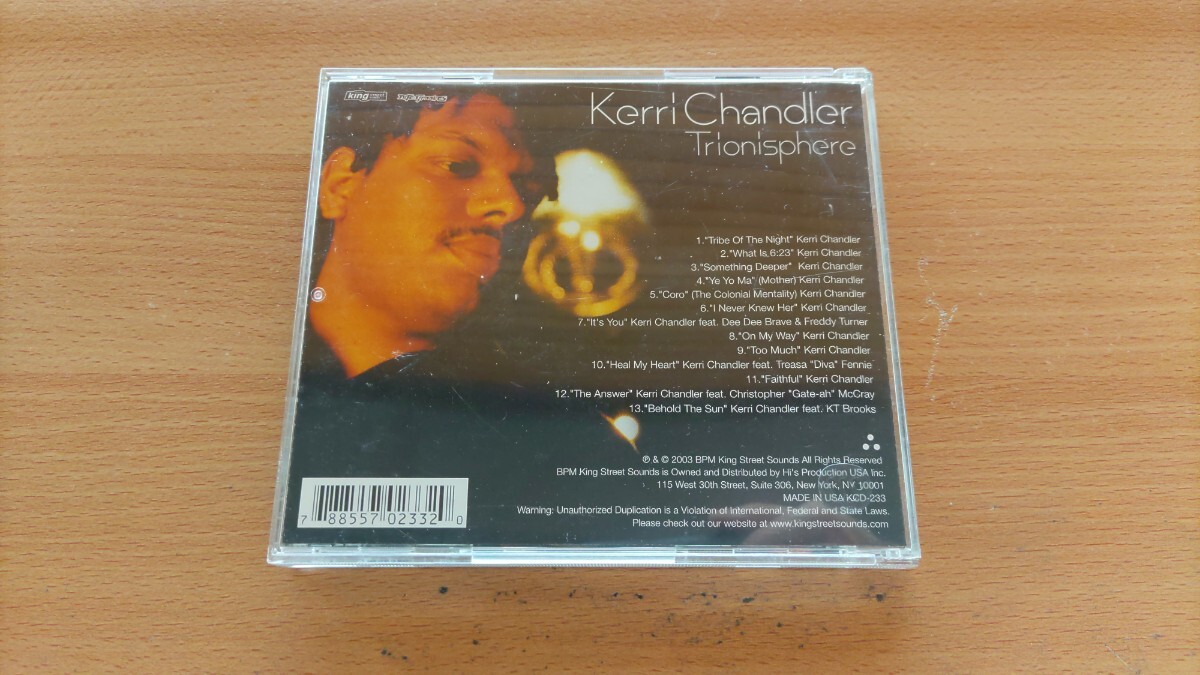 king
Kerri Chandler
Trionisphere
1."Tribe Of The Night" Kerri Chandler
2."What Is 6:23" Kerri Chandler
3."Something Deeper" Kerri Chandler
4."Ye Yo Ma" (Mother) Kerri Chandler
5."Coro" (The Colonial Mentality) Kerri Chandler
6."I Never Knew Her" Kerri Chandler
7."It's You" Kerri Chandler feat. Dee Dee Brave & Freddy Turner
8."On My Way" Kerri Chandler
9."Too Much" Kerri Chandler
10."Heal My Heart" Kerri Chandler feat. Treasa "Diva" Fennie
11."Faithful" Kerri Chandler
12."The Answer" Kerri Chandler feat. Christopher "Gate-ah" McCray
13."Behold The Sun" Kerri Chandler feat. KT Brooks
℗ & © 2003 BPM King Street Sounds All Rights Reserved
BPM King Street Sounds is Owned and Distributed by Hi's Production USA Inc.
115 West 30th Street, Suite 306, New York, NY 10001
MADE IN USA KCD-233
Warning: Unauthorized Duplication is a Violation of International, Federal and State Laws.
Please check out our website at www.kingstreetsounds.com
7 88557 02332 0